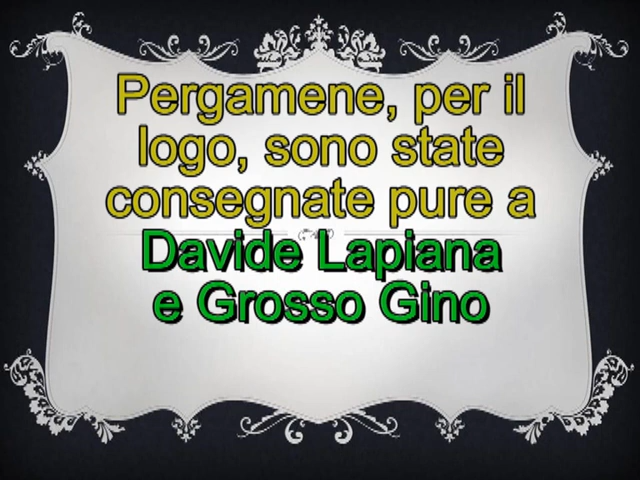 Pergamene, per il
logo, sono state
consegnate pure a
Davide Lapiana
e Grosso Gino